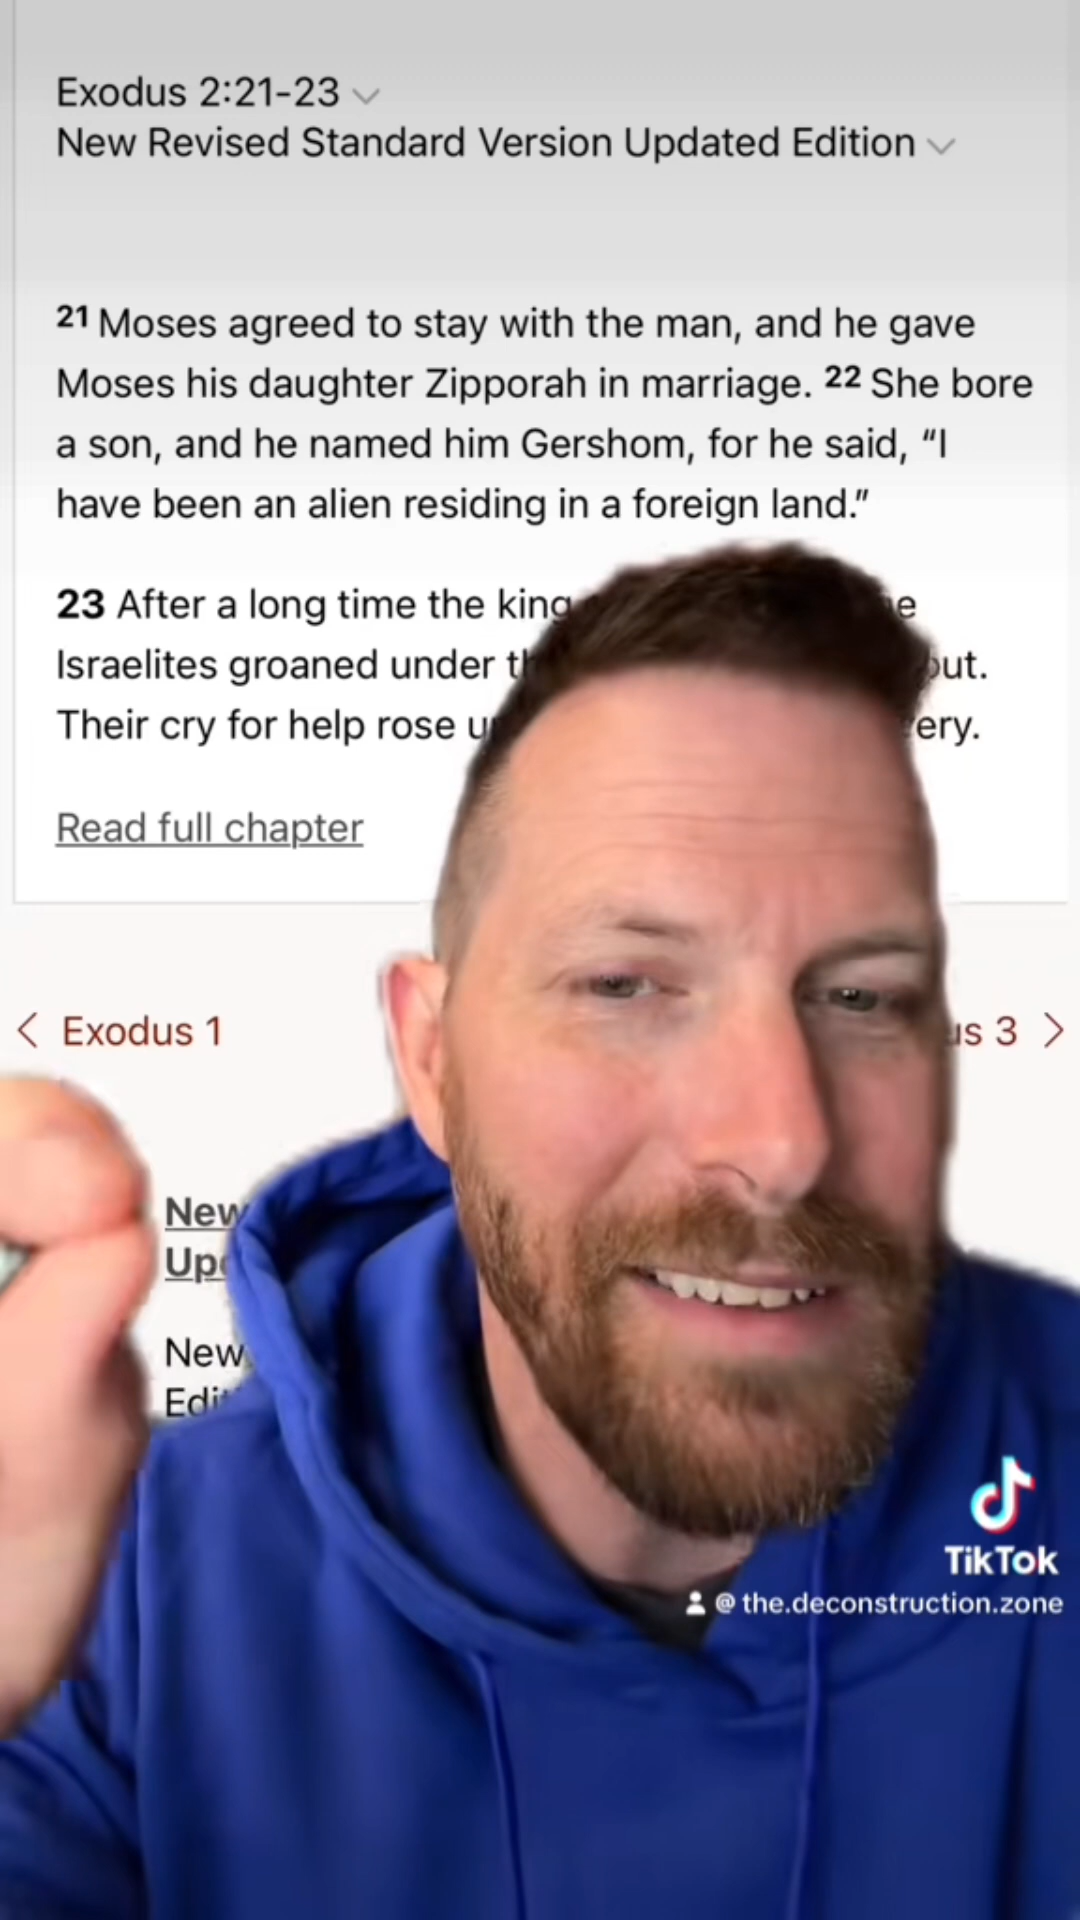 Exodus 2:21-23
New Revised Standard Version Updated Edition
21 Moses agreed to stay with the man, and he gave
Moses his daughter Zipporah in marriage. 22 She bore
a son, and he named him Gershom, for he said, “I
have been an alien residing in a foreign land.”
23 After a long time the king
Israelites groaned under
Their cry for help rose
Read full chapter
< Exodus 1
3 >
New
New
TikTok
@ the.deconstruction.zone